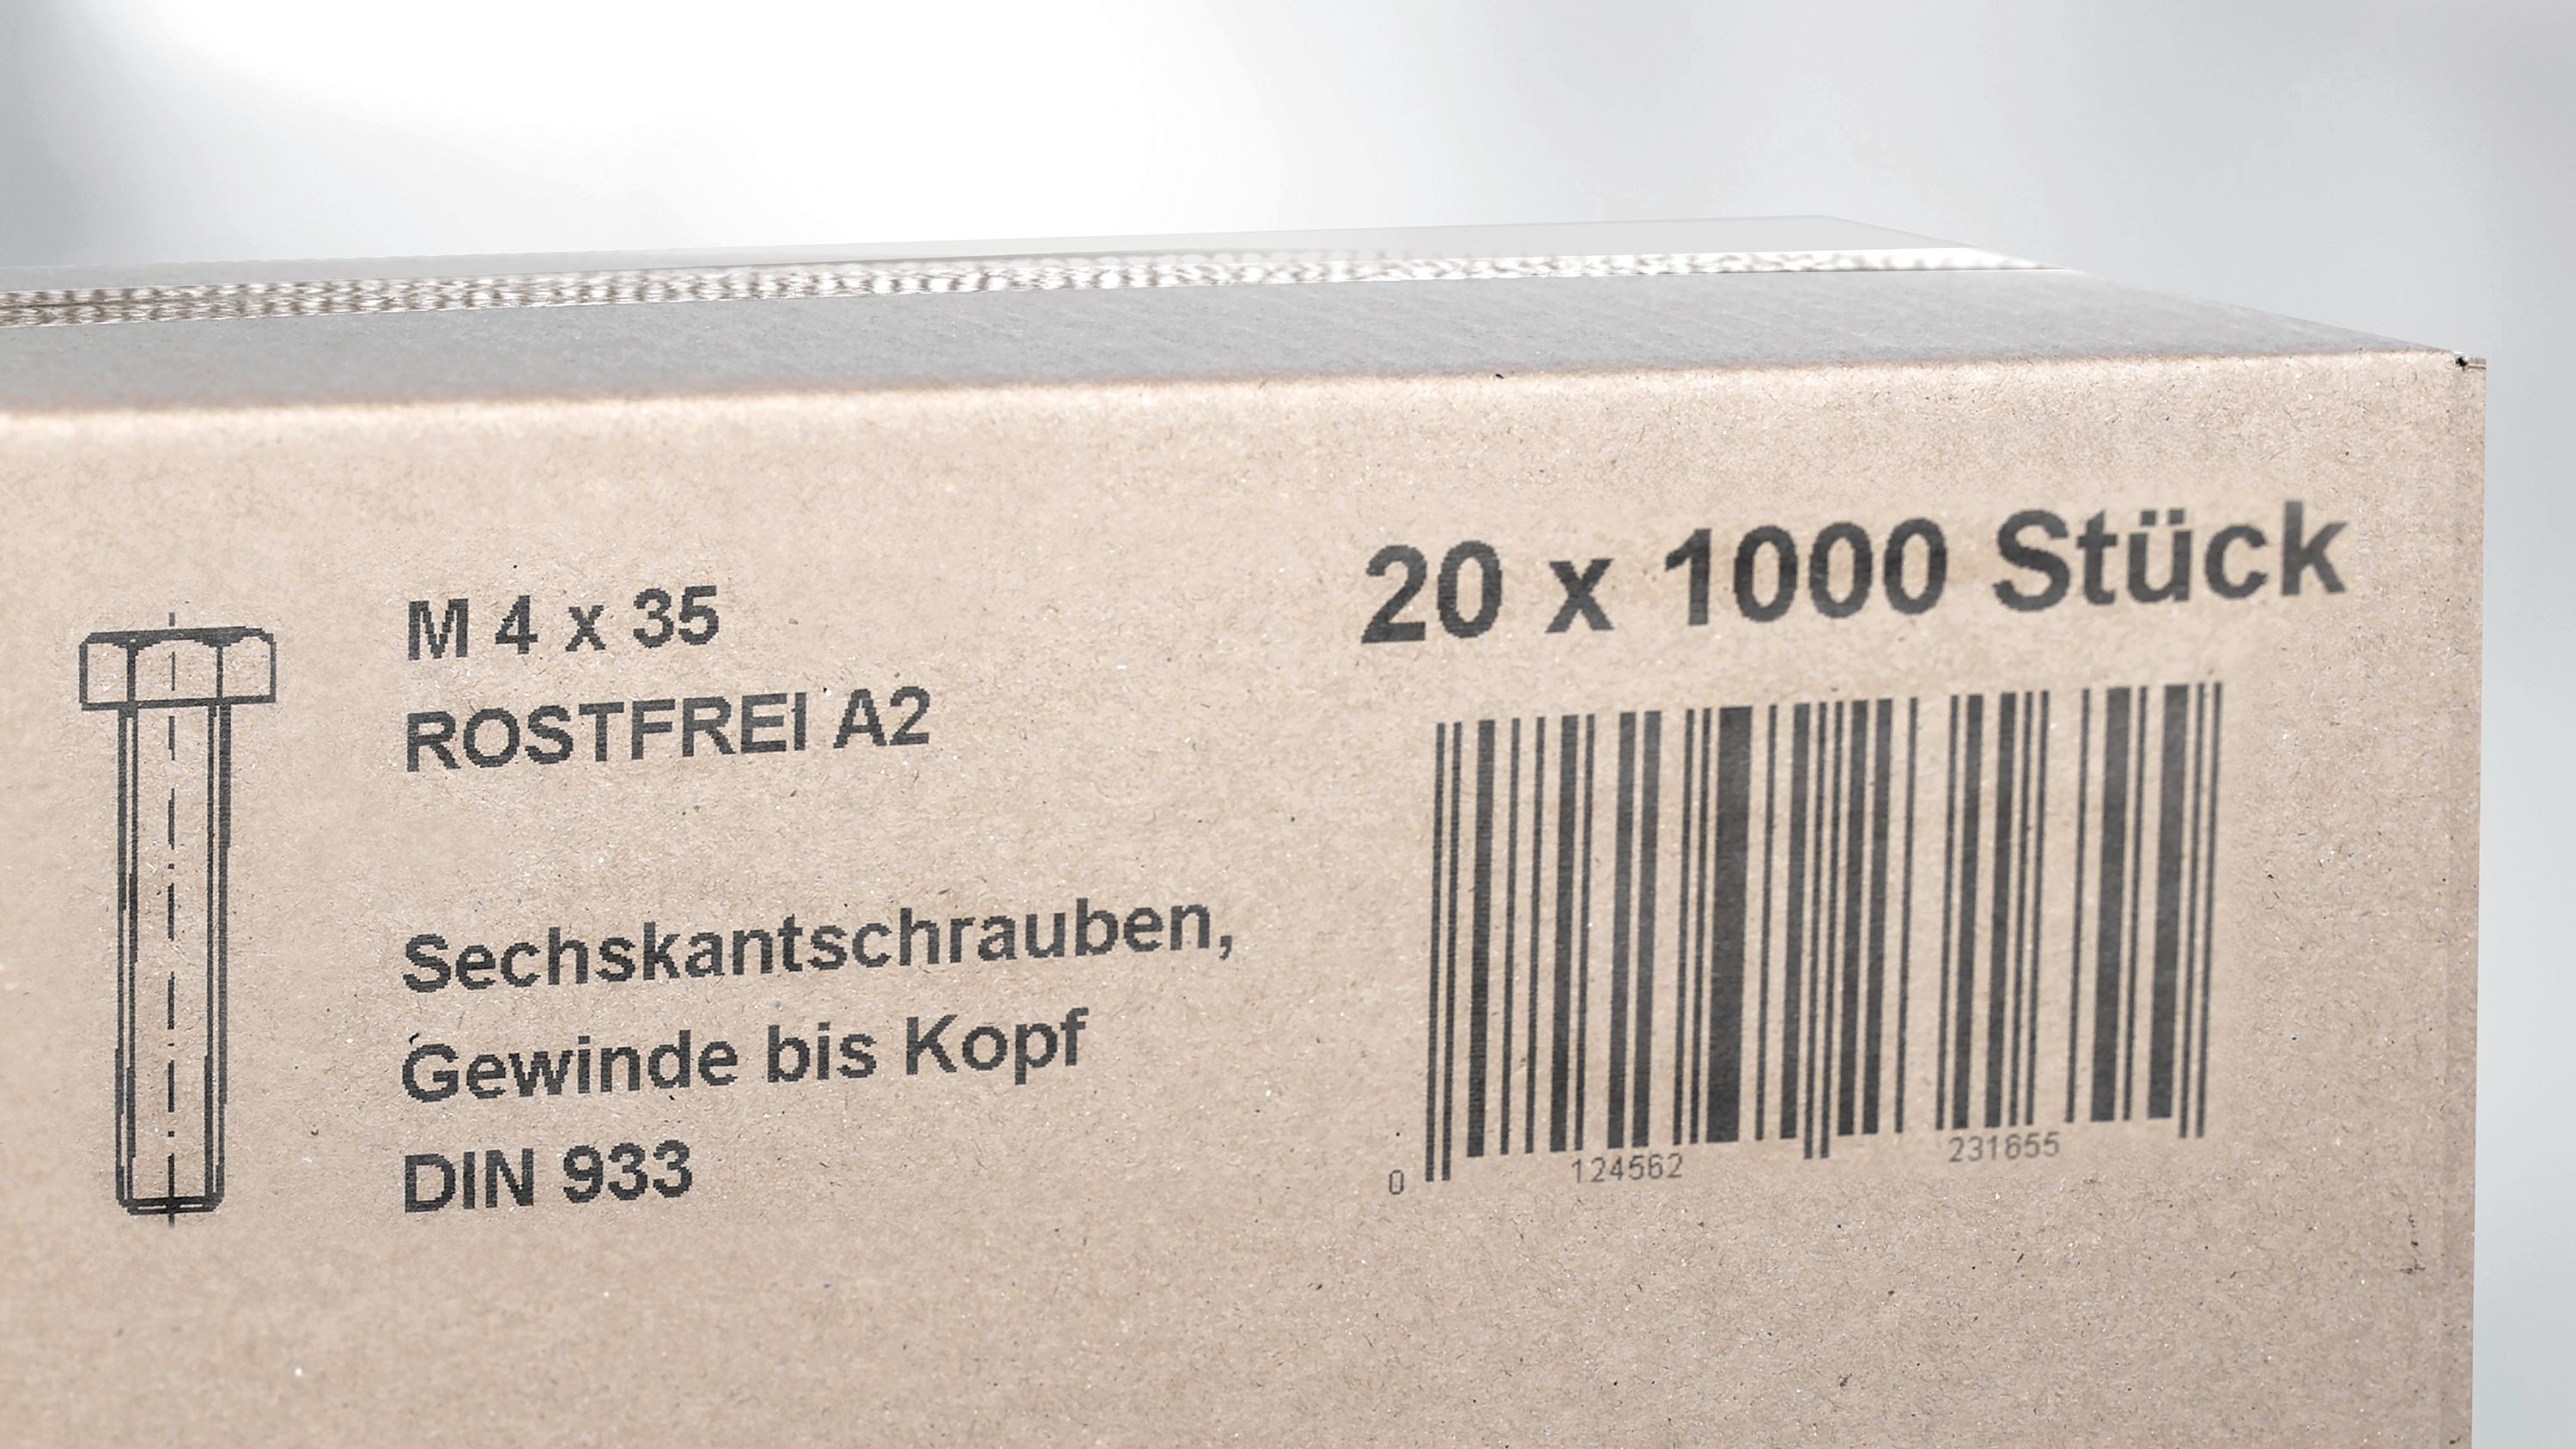 M 4 x 35
ROSTFREI A2
Sechskantschrauben,
Gewinde bis Kopf
DIN 933
20 x 1000 Stück
0 124562 231655